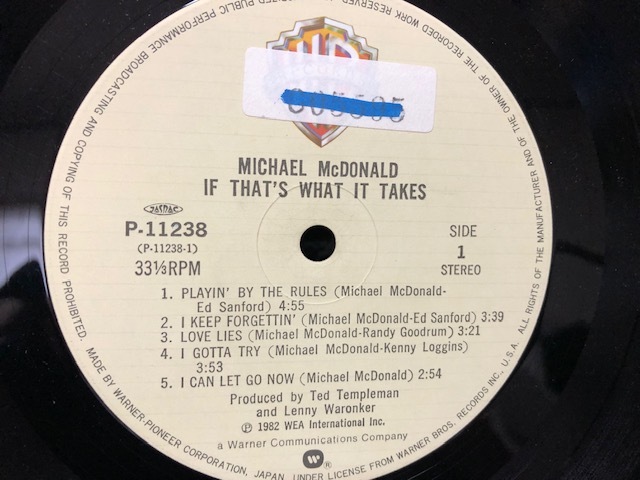 UNAUTHORIZED PUBLIC PERFORMANCE BROADCASTING AND COPYING OF THIS RECORD PROHIBITED.
ALL RIGHTS OF THE MANUFACTURER AND OF THE OWNER OF THE RECORDED WORK RESERVED
MICHAEL McDONALD
IF THAT'S WHAT IT TAKES
P-11238
(P-11238-1)
33⅓RPM
SIDE
1
STEREO
1. PLAYIN' BY THE RULES (Michael McDonald-
Ed Sanford) 4:55
2. I KEEP FORGETTIN' (Michael McDonald-Ed Sanford) 3:39
3. LOVE LIES (Michael McDonald-Randy Goodrum) 3:21
4. I GOTTA TRY (Michael McDonald-Kenny Loggins)
3:53
5. I CAN LET GO NOW (Michael McDonald) 2:54
Produced by Ted Templeman
and Lenny Waronker
℗ 1982 WEA International Inc.
a Warner Communications Company
MADE BY WARNER-PIONEER CORPORATION, JAPAN, UNDER LICENSE FROM WARNER BROS. RECORDS INC., U.S.A.